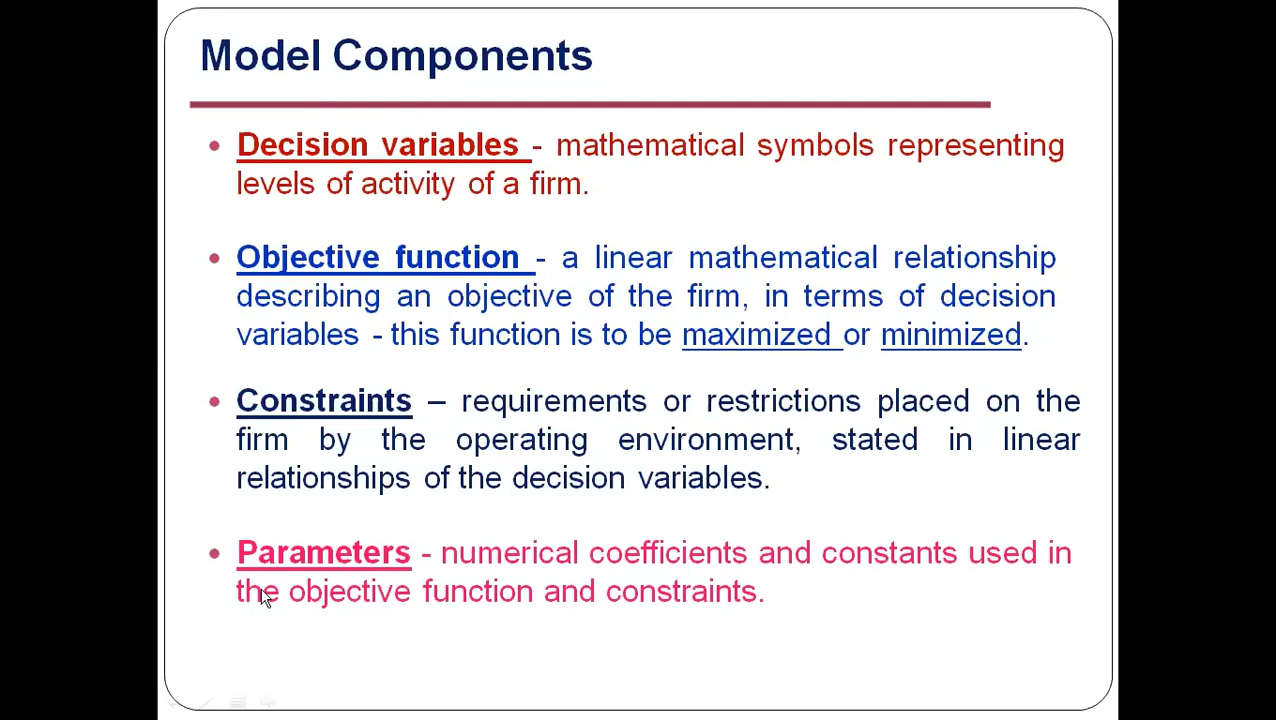 Model Components
• Decision variables - mathematical symbols representing
levels of activity of a firm.
• Objective function - a linear mathematical relationship
describing an objective of the firm, in terms of decision
variables - this function is to be maximized or minimized.
• Constraints – requirements or restrictions placed on the
firm by the operating environment, stated in linear
relationships of the decision variables.
• Parameters - numerical coefficients and constants used in
the objective function and constraints.